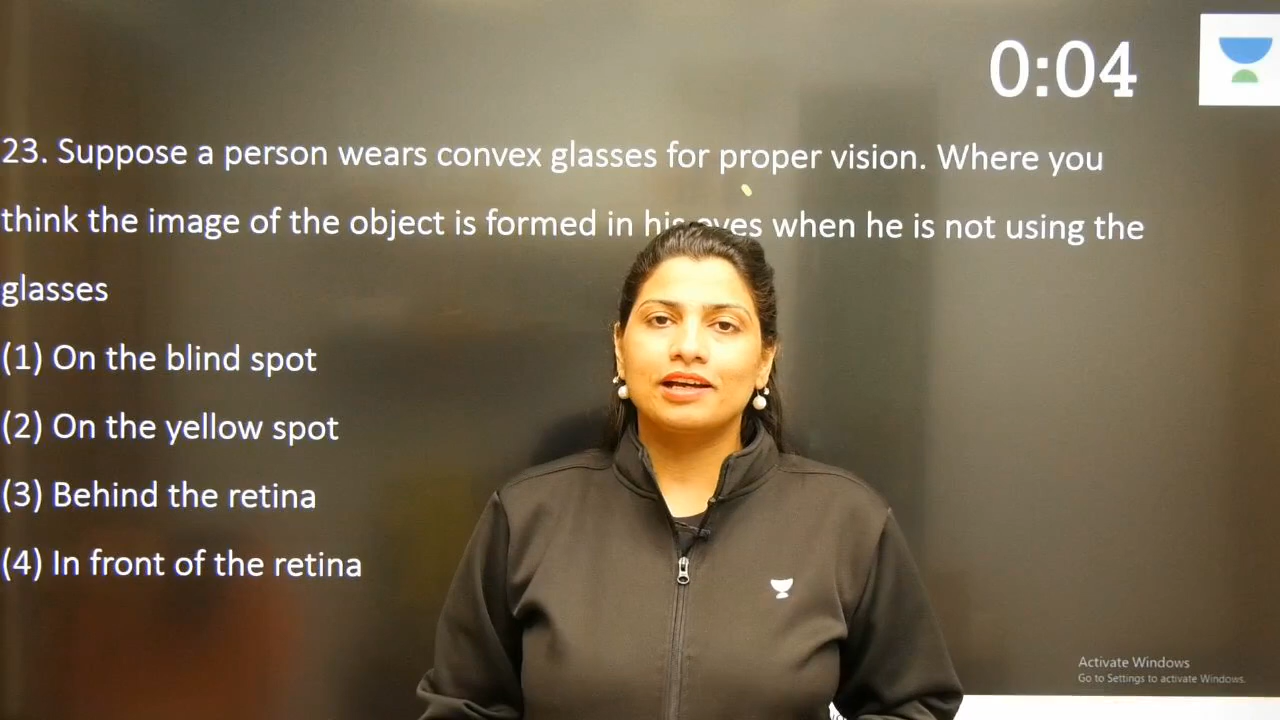 0:04
23. Suppose a person wears convex glasses for proper vision. Where you
think the image of the object is formed in his eyes when he is not using the
glasses
(1) On the blind spot
(2) On the yellow spot
(3) Behind the retina
(4) In front of the retina
Activate Windows
Go to Settings to activate Windows.